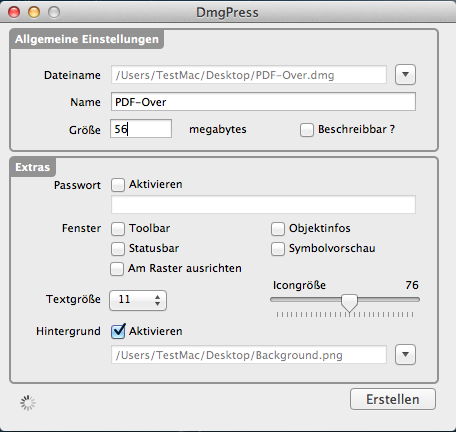 DmgPress
Allgemeine Einstellungen
Dateiname /Users/TestMac/Desktop/PDF-Over.dmg
Name PDF-Over
Größe 56 megabytes Beschreibbar ?
Extras
Passwort Aktivieren
Fenster Toolbar Objektinfos
Statusbar Symbolvorschau
Am Raster ausrichten
Icongröße 76
Textgröße 11
Hintergrund Aktivieren
/Users/TestMac/Desktop/Background.png
Erstellen